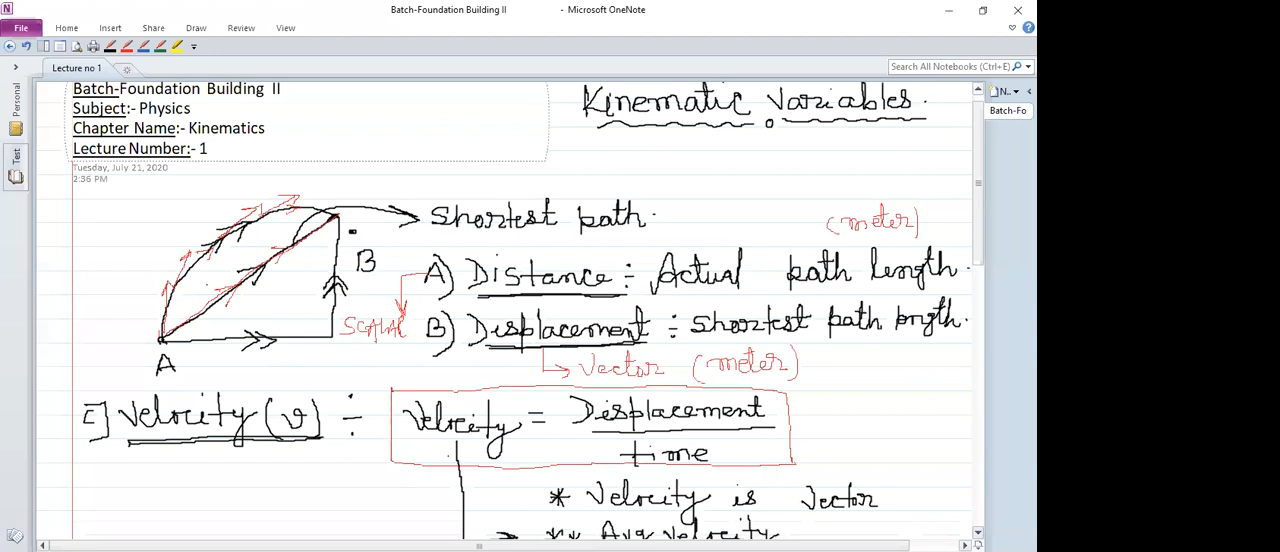 Batch-Foundation Building II - Microsoft OneNote
File Home Insert Share Draw Review View
Lecture no 1
Search All Notebooks (Ctrl+E)
Personal
Test
N..
Batch-Fo
Batch-Foundation Building II
Subject:- Physics
Chapter Name:- Kinematics
Lecture Number:- 1
Tuesday, July 21, 2020
2:36 PM
Kinematic Variables.
Shortest path.
(meter)
B
A) Distance ÷ Actual path length.
SCALAR
B) Displacement ÷ Shortest path length.
A
Vector (meter)
C] Velocity (v) ÷ Velocity = Displacement
time
* Velocity is vector
** Avg velocity